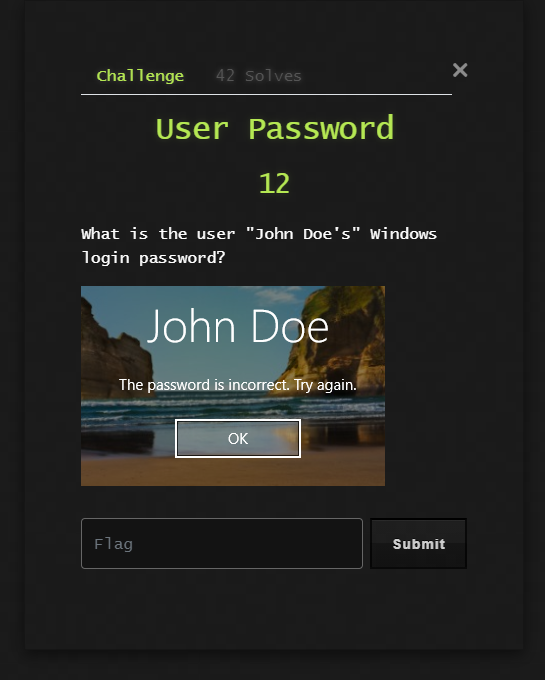 Challenge 42 Solves
×
User Password
12
What is the user "John Doe's" Windows
login password?
John Doe
The password is incorrect. Try again.
OK
Flag
Submit